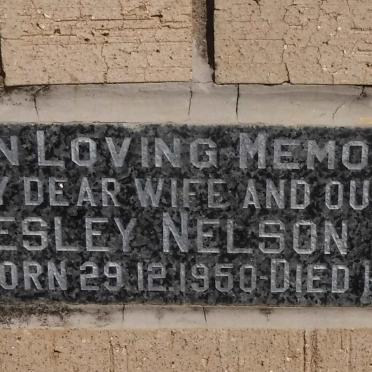 N LOVING MEMO
Y DEAR WIFE AND OU
ESLEY NELSON
ORN 29.12.1950-DIED